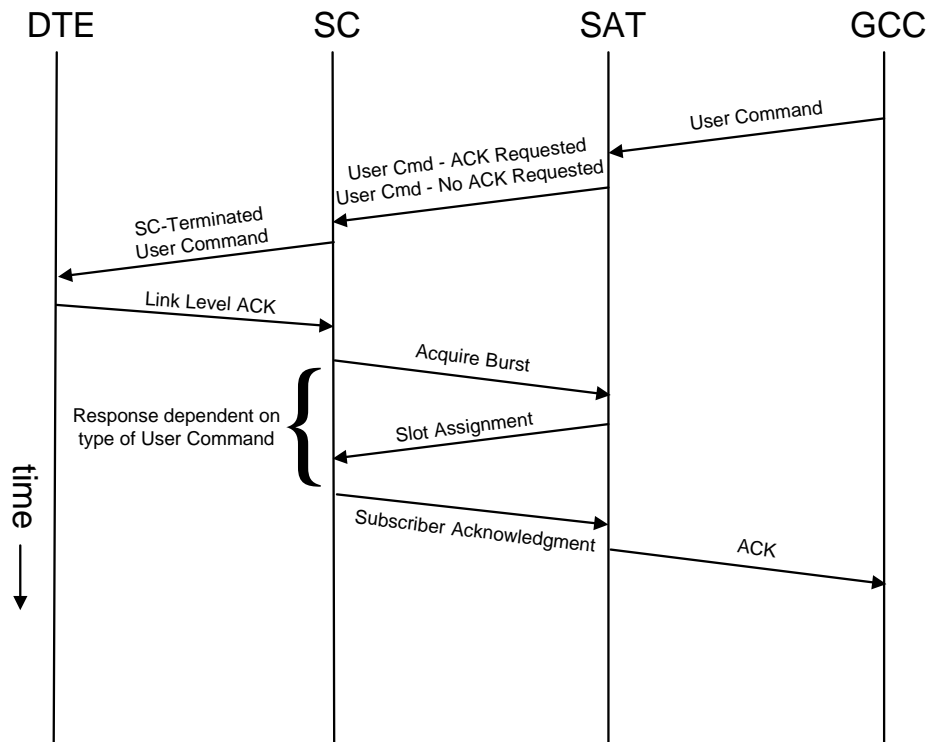 DTE SC SAT GCC
User Command
User Cmd - ACK Requested
User Cmd - No ACK Requested
SC-Terminated
User Command
Link Level ACK
Acquire Burst
Response dependent on
type of User Command
Slot Assignment
time
Subscriber Acknowledgment
ACK